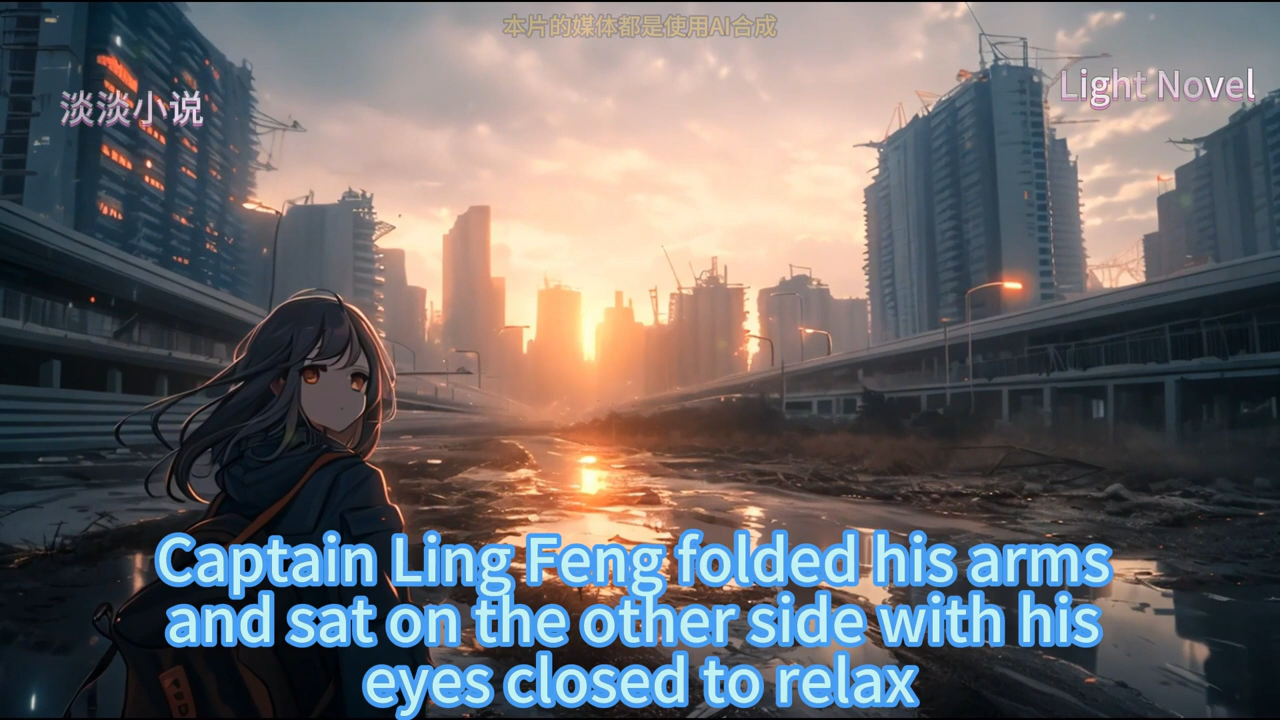 本片的媒体都是使用AI合成
淡淡小说
Light Novel
Captain Ling Feng folded his arms
and sat on the other side with his
eyes closed to relax